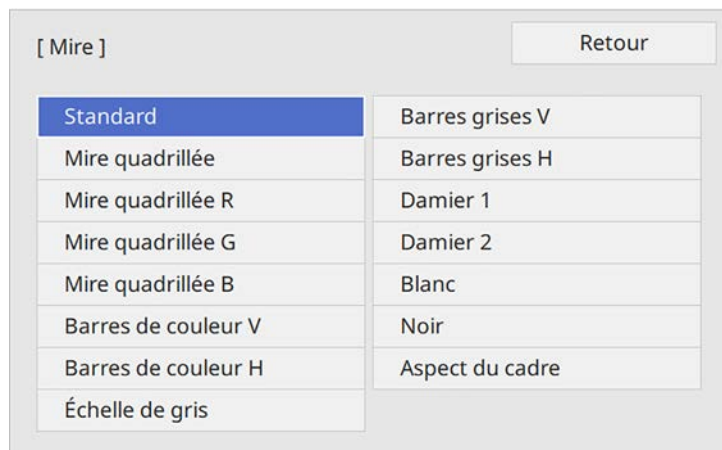 [ Mire ]
Retour
Standard
Mire quadrillée
Mire quadrillée R
Mire quadrillée G
Mire quadrillée B
Barres de couleur V
Barres de couleur H
Échelle de gris
Barres grises V
Barres grises H
Damier 1
Damier 2
Blanc
Noir
Aspect du cadre